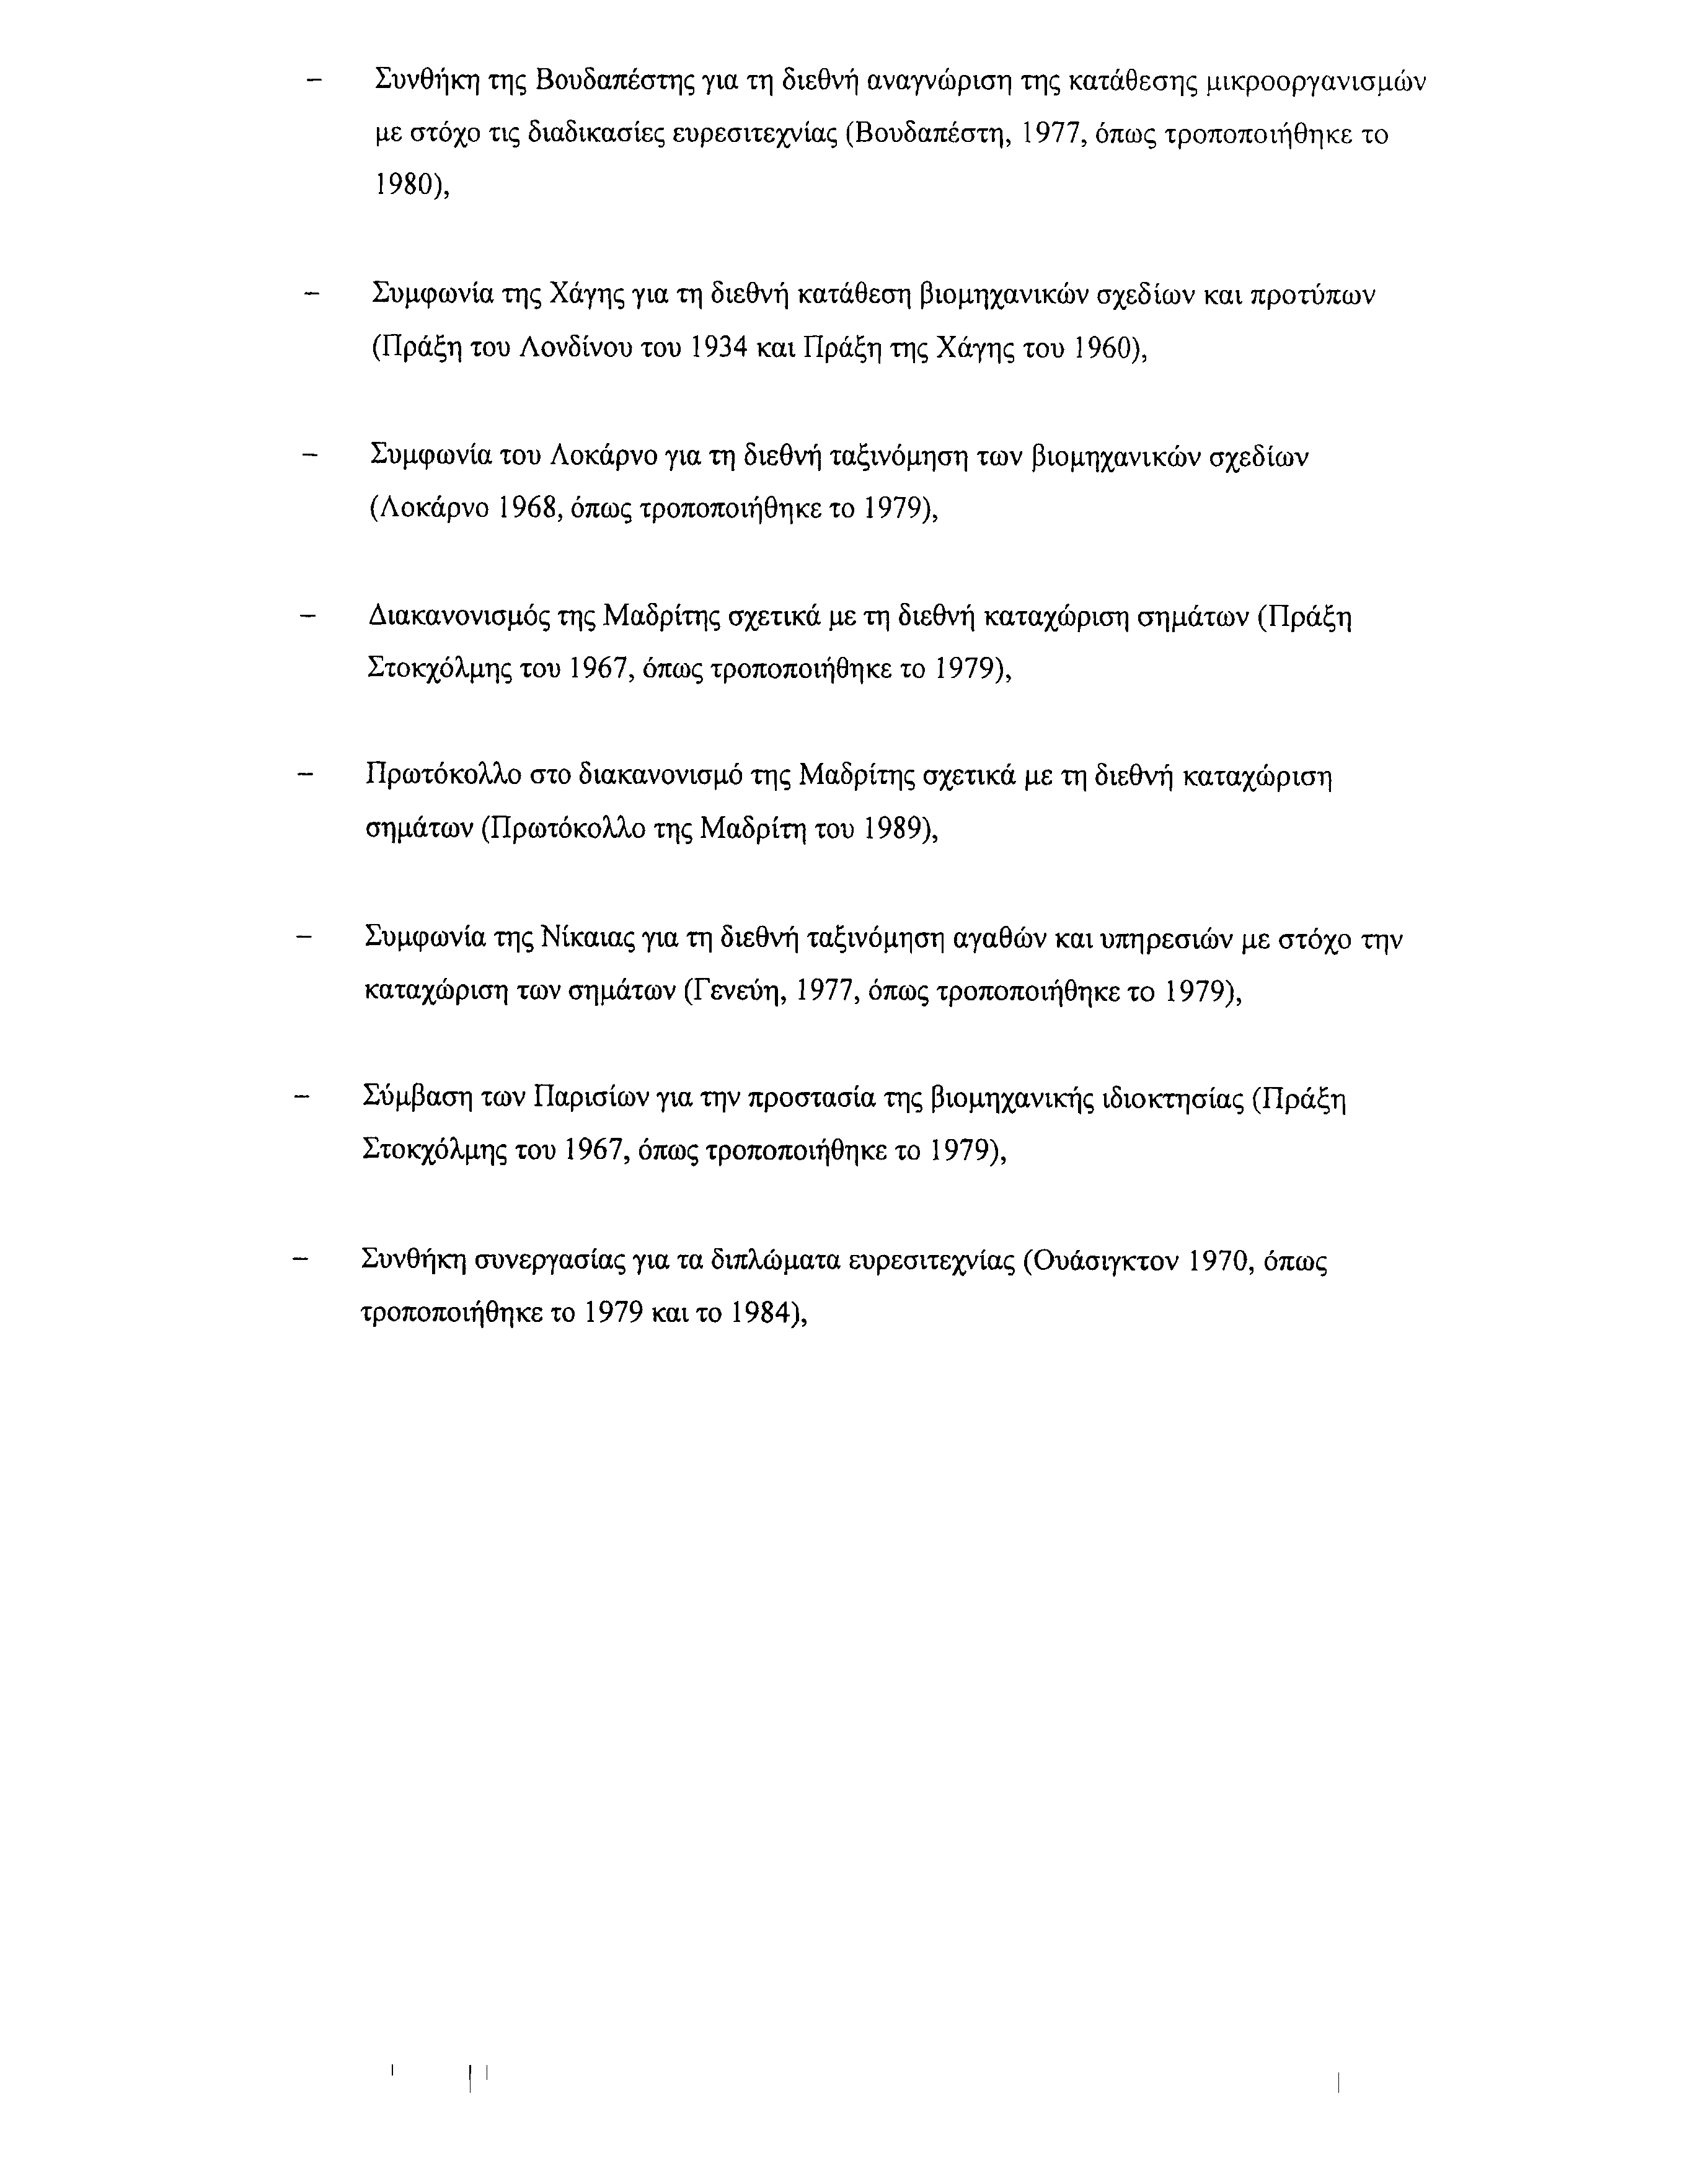 – Συνθήκη της Βουδαπέστης για τη διεθνή αναγνώριση της κατάθεσης μικροοργανισμών
με στόχο τις διαδικασίες ευρεσιτεχνίας (Βουδαπέστη, 1977, όπως τροποποιήθηκε το
1980),
– Συμφωνία της Χάγης για τη διεθνή κατάθεση βιομηχανικών σχεδίων και προτύπων
(Πράξη του Λονδίνου του 1934 και Πράξη της Χάγης του 1960),
– Συμφωνία του Λοκάρνο για τη διεθνή ταξινόμηση των βιομηχανικών σχεδίων
(Λοκάρνο 1968, όπως τροποποιήθηκε το 1979),
– Διακανονισμός της Μαδρίτης σχετικά με τη διεθνή καταχώριση σημάτων (Πράξη
Στοκχόλμης του 1967, όπως τροποποιήθηκε το 1979),
– Πρωτόκολλο στο διακανονισμό της Μαδρίτης σχετικά με τη διεθνή καταχώριση
σημάτων (Πρωτόκολλο της Μαδρίτη του 1989),
– Συμφωνία της Νίκαιας για τη διεθνή ταξινόμηση αγαθών και υπηρεσιών με στόχο την
καταχώριση των σημάτων (Γενεύη, 1977, όπως τροποποιήθηκε το 1979),
– Σύμβαση των Παρισίων για την προστασία της βιομηχανικής ιδιοκτησίας (Πράξη
Στοκχόλμης του 1967, όπως τροποποιήθηκε το 1979),
– Συνθήκη συνεργασίας για τα διπλώματα ευρεσιτεχνίας (Ουάσιγκτον 1970, όπως
τροποποιήθηκε το 1979 και το 1984),